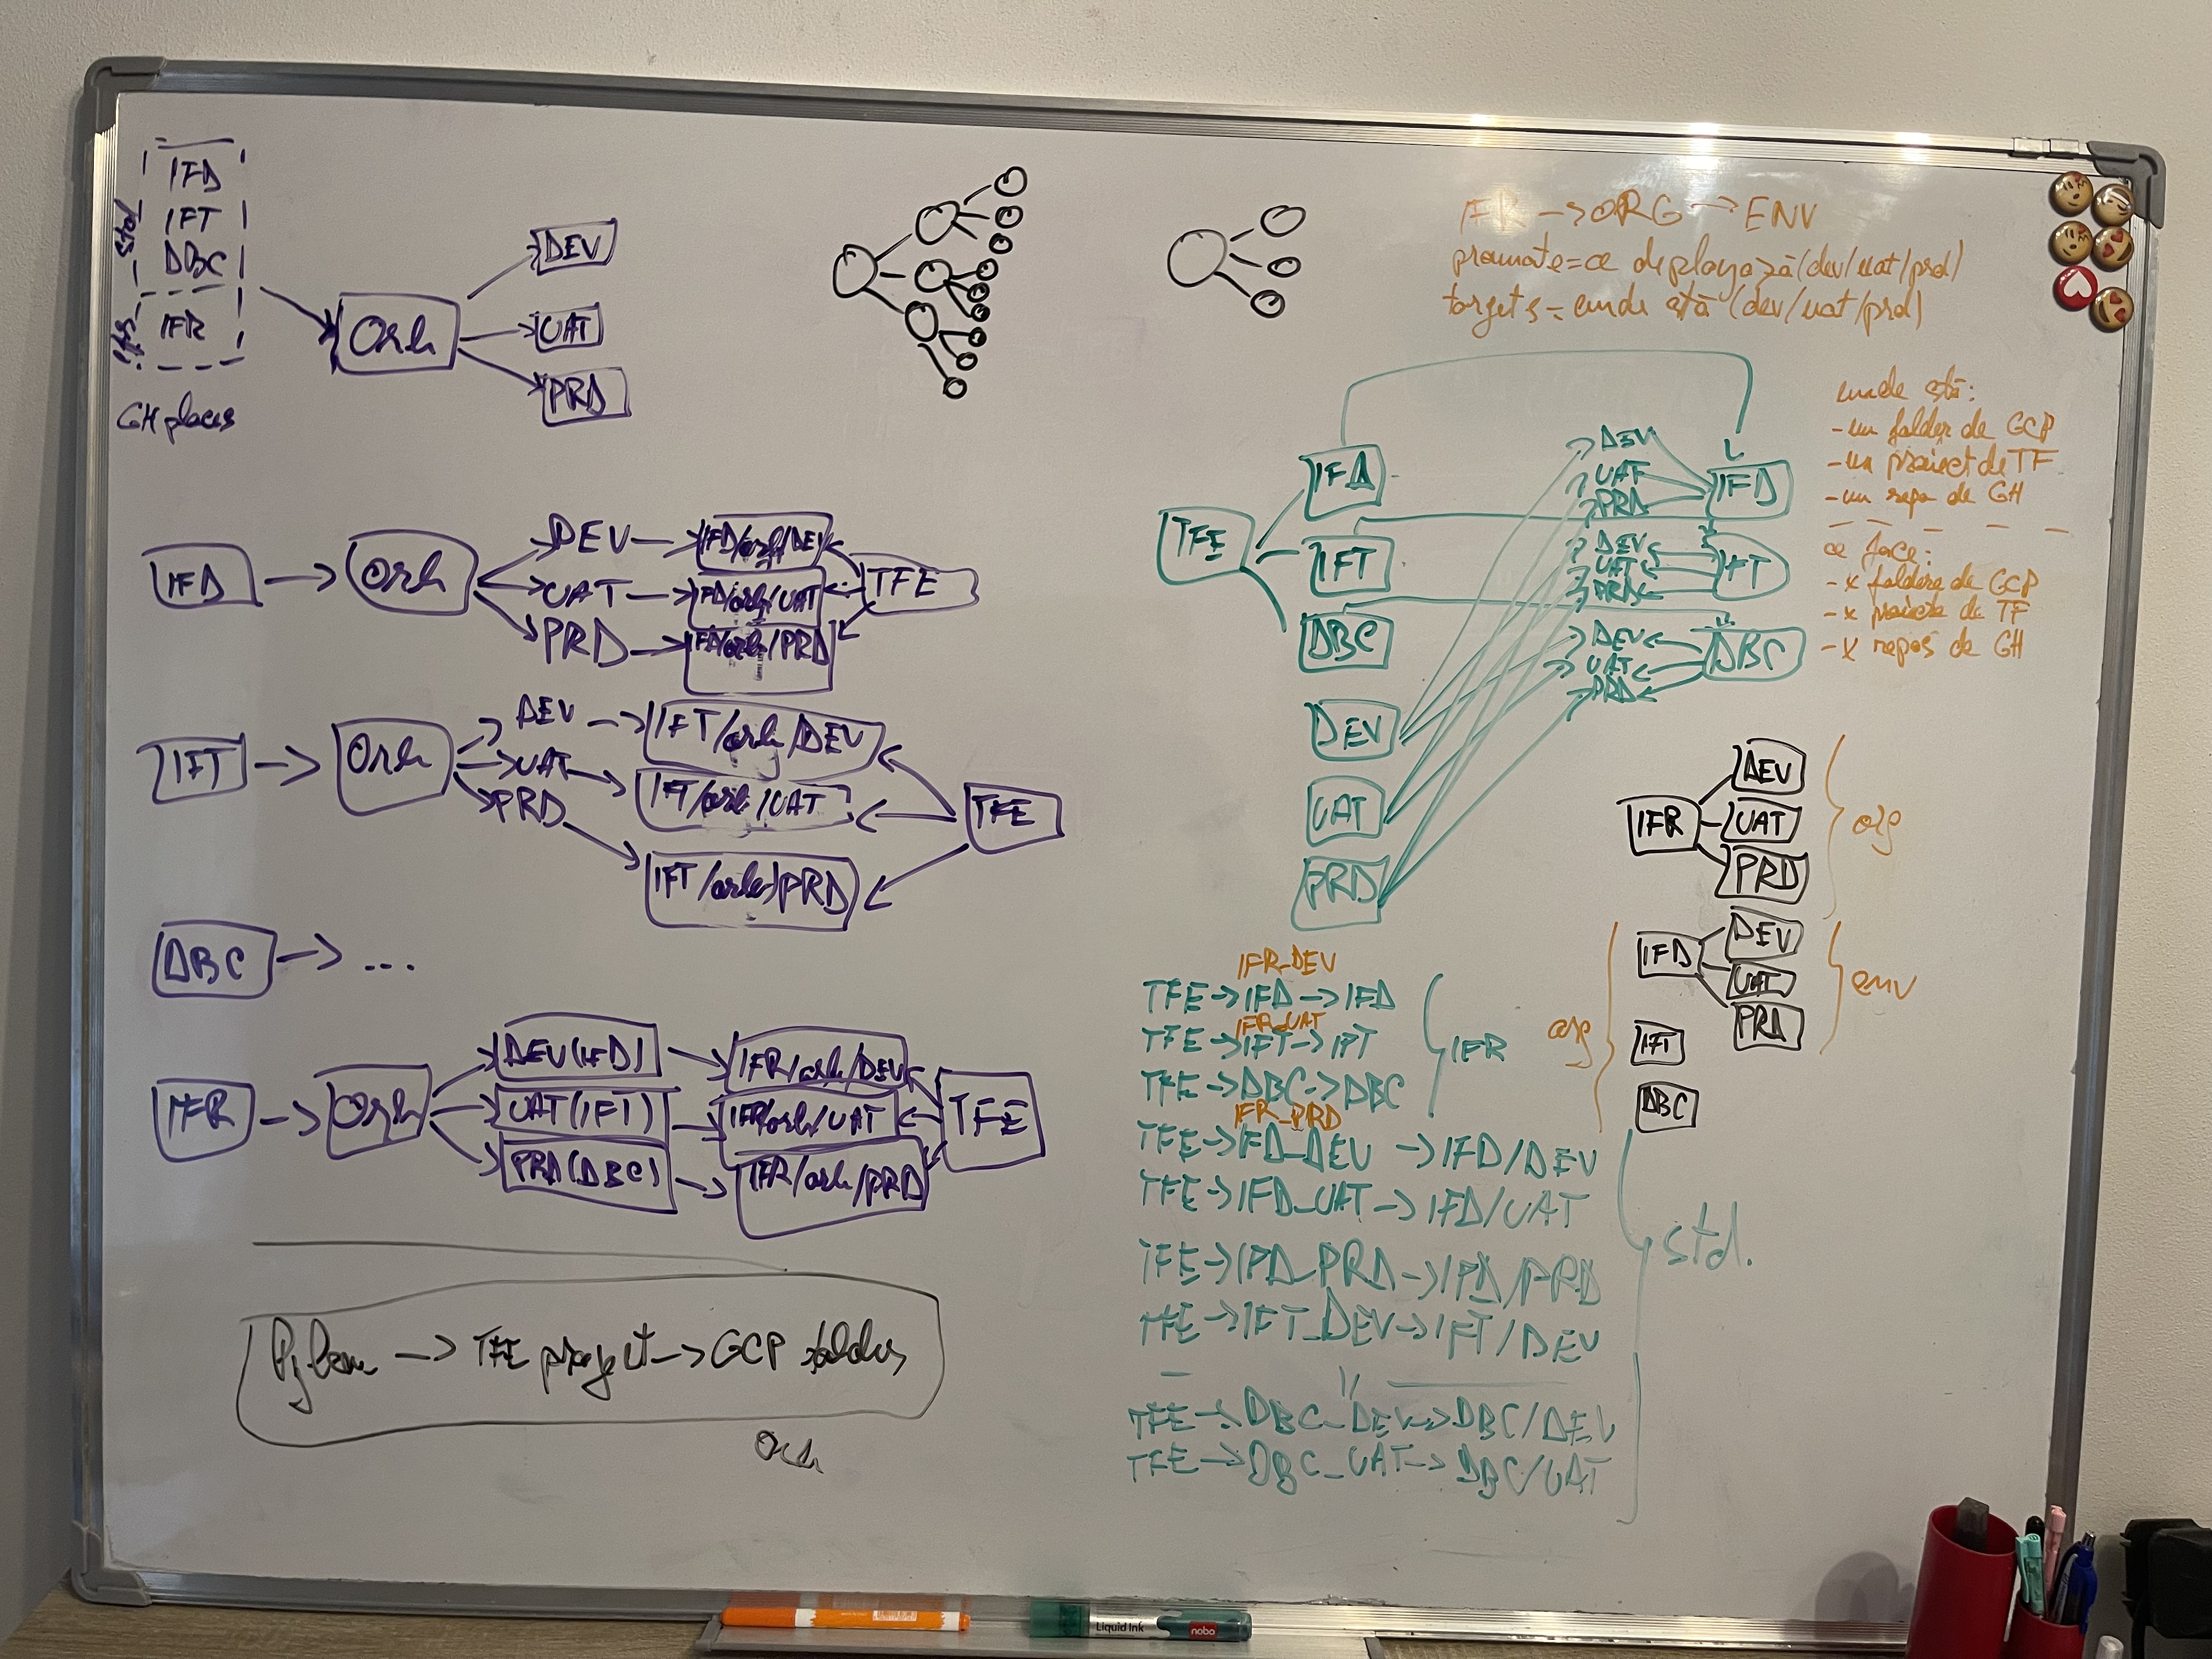 IFD
IFT
DBC
IFR
std
GH places
Orh
DEV
UAT
PRD
IFD
Orh
DEV
UAT
PRD
IFD/orh/DEV
IFD/orh/UAT
IFD/orh/PRD
TFE
IFT
Orh
DEV
UAT
PRD
IFT/orh/DEV
IFT/orh/UAT
IFT/orh/PRD
TFE
DBC ...
IFR
Orh
DEV(IFD)
UAT(IFT)
PRD(DBC)
IFR/orh/DEV
IFR/orh/UAT
IFR/orh/PRD
TFE
-> TFE project -> GCP
IFR -> ORG -> ENV
promote = ce deployază (dev/uat/prd)
targets = unde stă (dev/uat/prd)
unde stă:
- un folder de GCP
- un proiect de TF
- un repo de GH
ce face:
- x foldere de GCP
- x proiecte de TF
- x repos de GH
TFE
IFD
IFT
DBC
DEV
UAT
PRD
DEV
UAT
PRD
IFD
DEV
UAT
PRD
IFT
DEV
UAT
PRD
DBC
IFR
DEV
UAT
PRD
org
IFD
DEV
UAT
PRD
env
IFT
DBC
org
IFR_DEV
TFE -> IFD -> IFD
IFR_UAT
TFE -> IFT -> IFT
TFE -> DBC -> DBC
IFR
IFR_PRD
TFE -> IFD_DEV -> IFD/DEV
TFE -> IFD_UAT -> IFD/UAT
TFE -> IFD_PRD -> IFD/PRD
TFE -> IFT_DEV -> IFT/DEV
TFE -> DBC_DEV -> DBC/DEV
TFE -> DBC_UAT -> DBC/UAT
std.
Liquid Ink
nobo